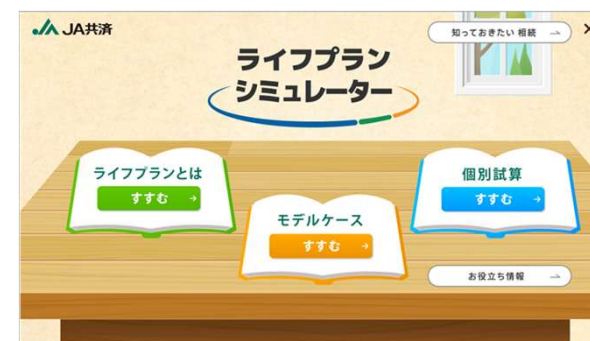 JA共済
知っておきたい 相続 →
×
ライフプラン
シミュレーター
ライフプランとは
すすむ →
個別試算
すすむ →
モデルケース
すすむ →
お役立ち情報 →